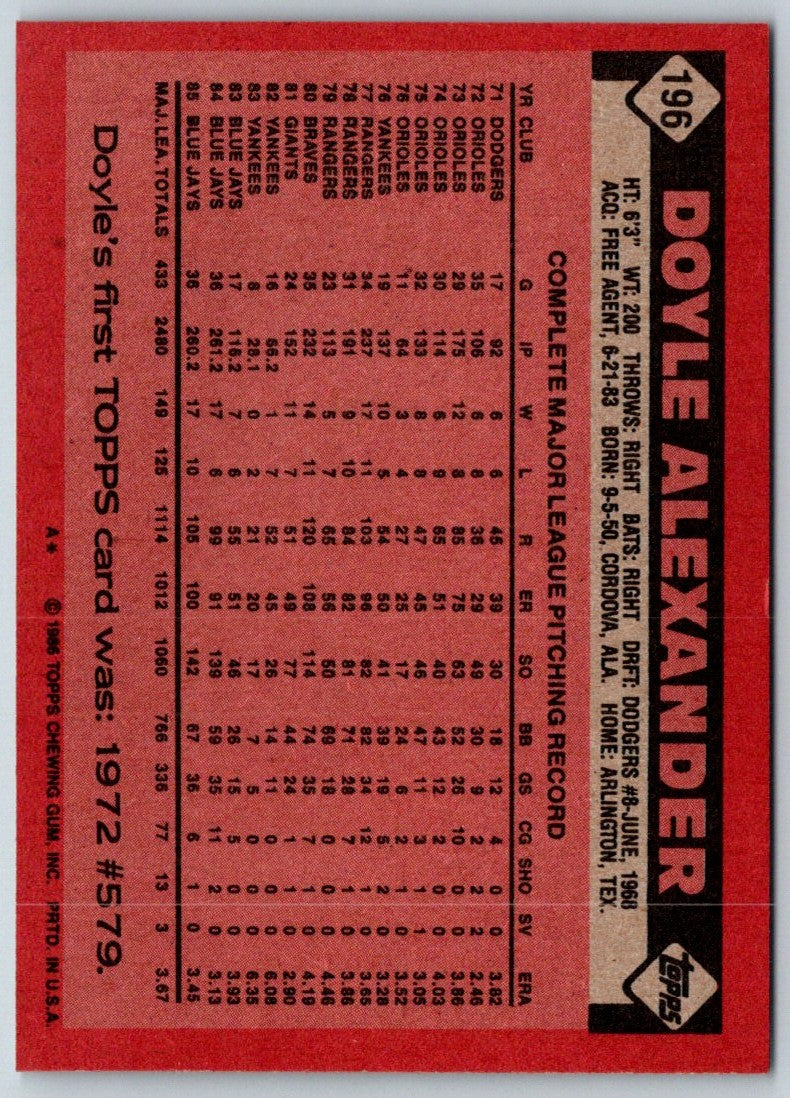 196
DOYLE ALEXANDER
TOPPS
HT: 6'3" WT: 200 THROWS: RIGHT BATS: RIGHT DRFT: DODGERS #8-JUNE, 1968
ACQ: FREE AGENT, 6-21-83 BORN: 9-5-50, CORDOVA, ALA. HOME: ARLINGTON, TEX.
COMPLETE MAJOR LEAGUE PITCHING RECORD
YR CLUB G IP W L R ER SO BB GS CG SHO SV ERA
71 DODGERS 17 92 6 6 45 39 30 18 12 4 0 0 3.82
72 ORIOLES 35 106 6 8 36 29 49 30 9 2 2 2 2.46
73 ORIOLES 29 175 12 8 85 75 63 52 26 10 0 0 3.86
74 ORIOLES 30 114 6 9 65 51 40 43 12 2 0 0 4.03
75 ORIOLES 32 133 8 8 47 45 46 47 11 3 1 1 3.05
76 ORIOLES 11 64 3 4 27 25 17 24 6 2 1 0 3.52
76 YANKEES 19 137 10 5 54 50 41 39 19 5 2 0 3.28
77 RANGERS 34 237 17 11 103 96 82 82 34 12 1 0 3.65
78 RANGERS 31 191 9 10 84 82 81 71 28 7 1 0 3.86
79 RANGERS 23 113 5 7 65 56 50 69 18 0 0 0 4.46
80 BRAVES 35 232 14 11 120 108 114 74 35 7 1 0 4.19
81 GIANTS 24 152 11 7 51 49 77 44 24 1 1 0 2.90
82 YANKEES 16 66.2 1 7 52 45 26 14 11 0 0 0 6.08
83 YANKEES 8 28.1 0 2 21 20 17 7 5 0 0 0 6.35
83 BLUE JAYS 17 116.2 7 6 55 51 46 26 15 5 0 0 3.93
84 BLUE JAYS 36 261.2 17 6 99 91 139 59 35 11 2 0 3.13
85 BLUE JAYS 36 260.2 17 10 105 100 142 67 36 6 1 0 3.45
MAJ. LEA. TOTALS 433 2480 149 125 1114 1012 1060 766 336 77 13 3 3.67
Doyle's first TOPPS card was: 1972 #579.
A* © 1986 TOPPS CHEWING GUM, INC. PRTD. IN U.S.A.